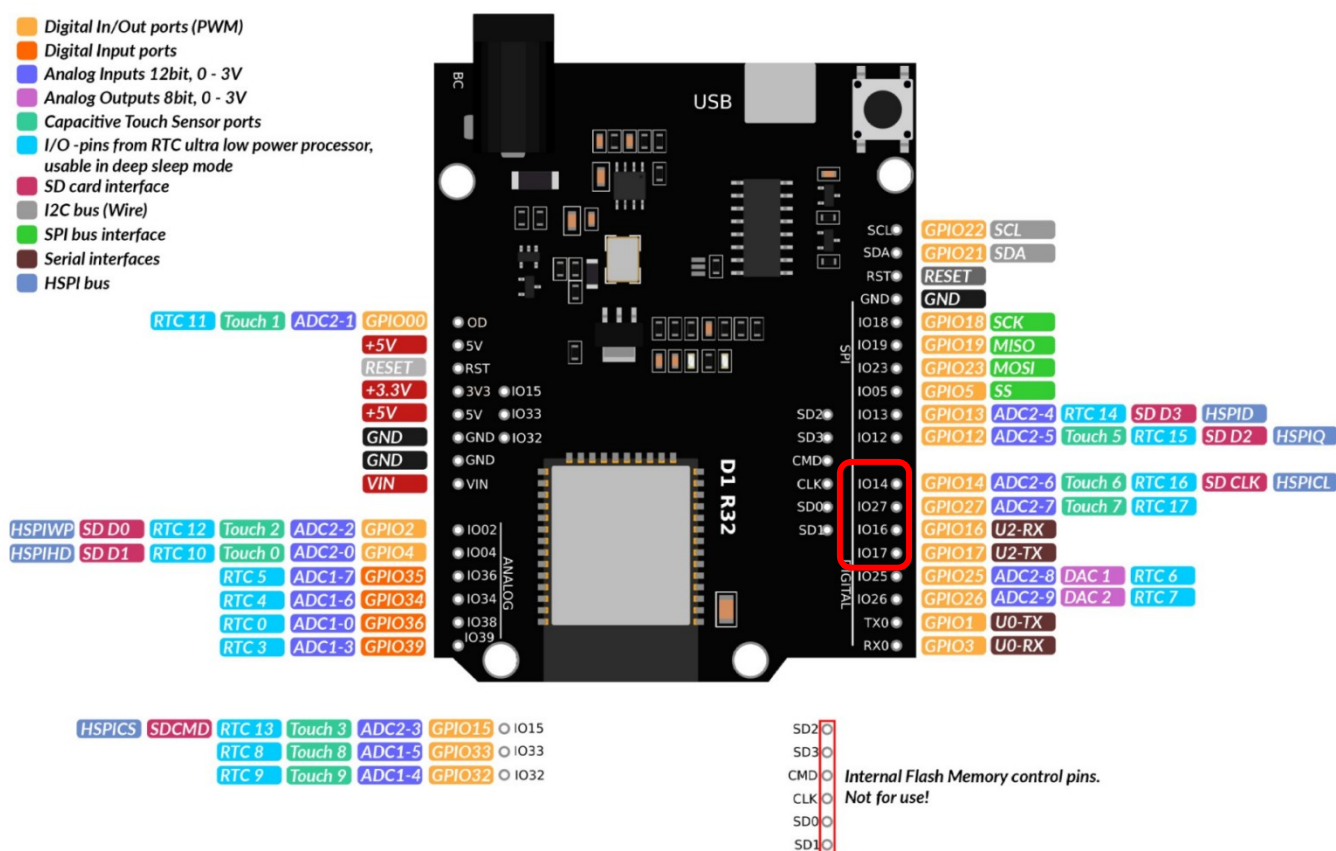 Digital In/Out ports (PWM)
Digital Input ports
Analog Inputs 12bit, 0 - 3V
Analog Outputs 8bit, 0 - 3V
Capacitive Touch Sensor ports
I/O -pins from RTC ultra low power processor,
usable in deep sleep mode
SD card interface
I2C bus (Wire)
SPI bus interface
Serial interfaces
HSPI bus
BC
USB
RTC 11 Touch 1 ADC2-1 GPIO00 OD
+5V 5V
RESET RST
+3.3V 3V3 IO15
+5V 5V IO33
GND GND IO32
GND GND
VIN VIN
HSPIWP SD D0 RTC 12 Touch 2 ADC2-2 GPIO2 IO02
HSPIHD SD D1 RTC 10 Touch 0 ADC2-0 GPIO4 IO04
RTC 5 ADC1-7 GPIO35 IO36
RTC 4 ADC1-6 GPIO34 IO34
RTC 0 ADC1-0 GPIO36 IO38
RTC 3 ADC1-3 GPIO39 IO39
ANALOG
D1 R32
SCL GPIO22 SCL
SDA GPIO21 SDA
RST RESET
GND GND
IO18 GPIO18 SCK
IO19 GPIO19 MISO
IO23 GPIO23 MOSI
IO05 GPIO5 SS
SPI
SD2 IO13 GPIO13 ADC2-4 RTC 14 SD D3 HSPID
SD3 IO12 GPIO12 ADC2-5 Touch 5 RTC 15 SD D2 HSPIQ
CMD
CLK IO14 GPIO14 ADC2-6 Touch 6 RTC 16 SD CLK HSPICL
SD0 IO27 GPIO27 ADC2-7 Touch 7 RTC 17
SD1 IO16 GPIO16 U2-RX
IO17 GPIO17 U2-TX
IO25 GPIO25 ADC2-8 DAC 1 RTC 6
IO26 GPIO26 ADC2-9 DAC 2 RTC 7
TX0 GPIO1 U0-TX
RX0 GPIO3 U0-RX
DIGITAL
HSPICS SDCMD RTC 13 Touch 3 ADC2-3 GPIO15 IO15
RTC 8 Touch 8 ADC1-5 GPIO33 IO33
RTC 9 Touch 9 ADC1-4 GPIO32 IO32
SD2
SD3
CMD
CLK
SD0
SD1
Internal Flash Memory control pins.
Not for use!